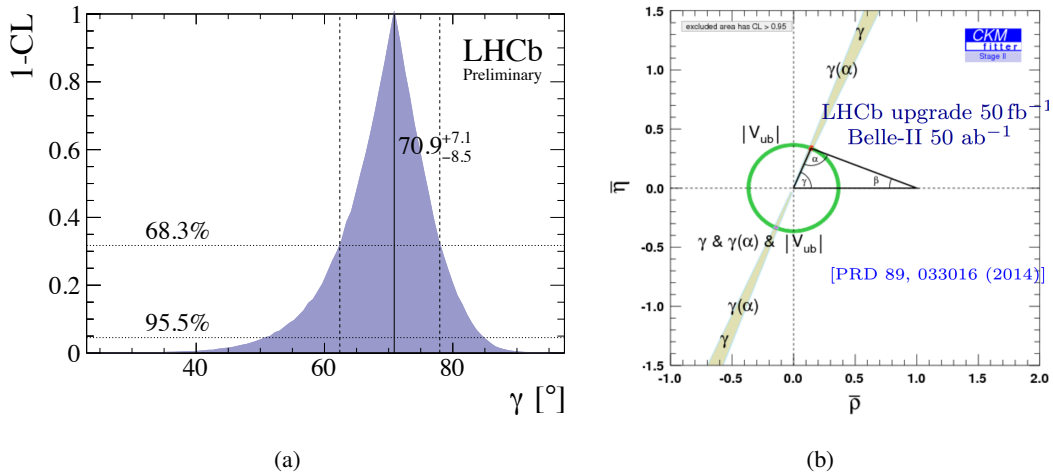 1-CL
1
0.8
0.6
0.4
0.2
0
LHCb
Preliminary
70.9 +7.1 −8.5
68.3%
95.5%
40 60 80
γ [°]
(a)
excluded area has CL > 0.95
CKM
fitter
Stage II
γ
γ(α)
LHCb upgrade 50 fb⁻¹
Belle-II 50 ab⁻¹
|V_ub|
α
γ
β
γ & γ(α) & |V_ub|
[PRD 89, 033016 (2014)]
γ(α)
γ
η̄
1.5
1.0
0.5
0.0
-0.5
-1.0
-1.5
-1.0 -0.5 0.0 0.5 1.0 1.5 2.0
ρ̄
(b)